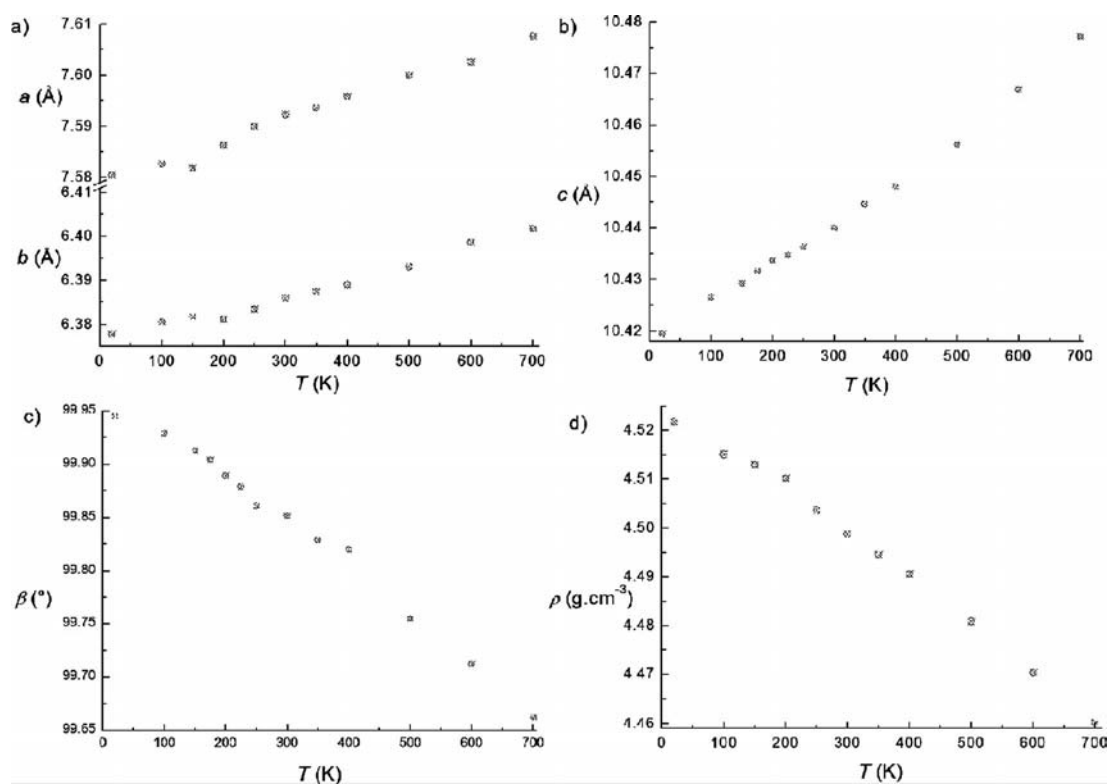 a)
7.61
7.60
a (Å)
7.59
7.58
6.41
6.40
b (Å)
6.39
6.38
0 100 200 300 400 500 600 700
T (K)
b)
10.48
10.47
10.46
10.45
c (Å)
10.44
10.43
10.42
0 100 200 300 400 500 600 700
T (K)
c)
99.95
99.90
99.85
99.80
β (°)
99.75
99.70
99.65
0 100 200 300 400 500 600 700
T (K)
d)
4.52
4.51
4.50
4.49
ρ (g.cm⁻³)
4.48
4.47
4.46
0 100 200 300 400 500 600 700
T (K)